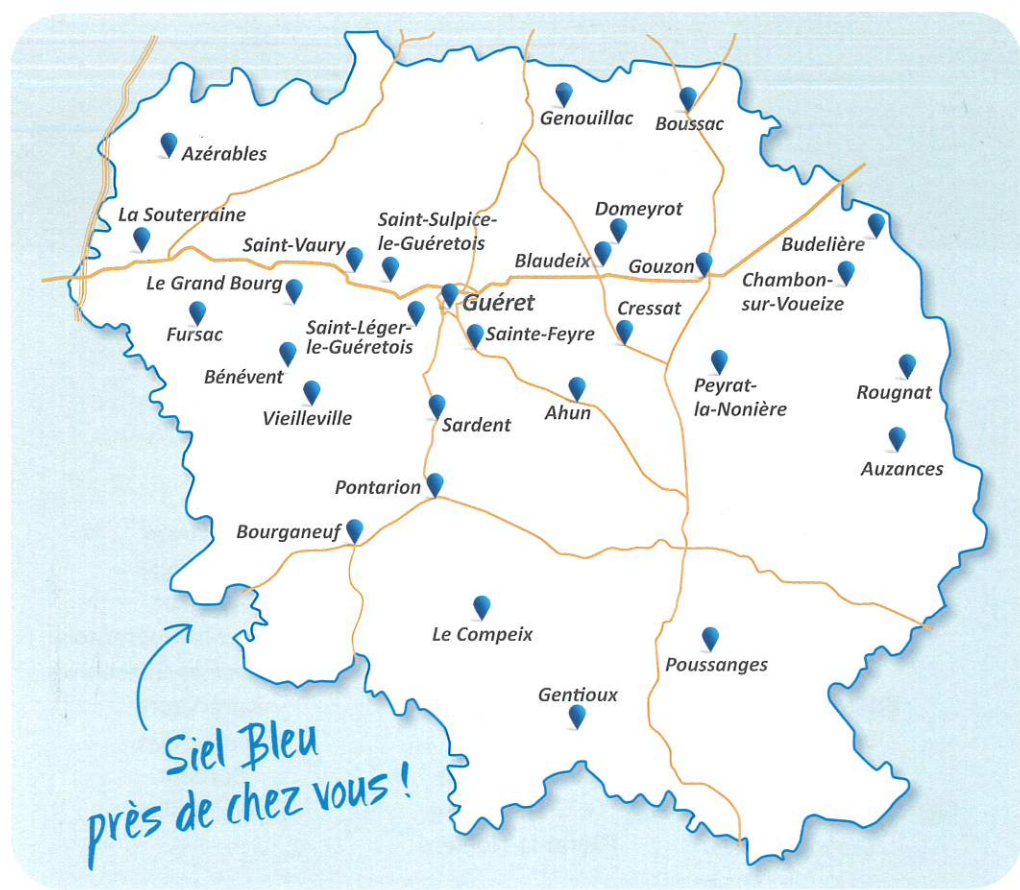 Genouillac
Boussac
Azérables
La Souterraine
Saint-Vaury
Saint-Sulpice-
le-Guéretois
Domeyrot
Blaudeix
Gouzon
Budelière
Chambon-
sur-Voueize
Le Grand Bourg
Fursac
Saint-Léger-
le-Guéretois
Guéret
Sainte-Feyre
Cressat
Bénévent
Vieilleville
Sardent
Ahun
Peyrat-
la-Nonière
Rougnat
Auzances
Pontarion
Bourganeuf
Le Compeix
Poussanges
Gentioux
Siel Bleu
près de chez vous !